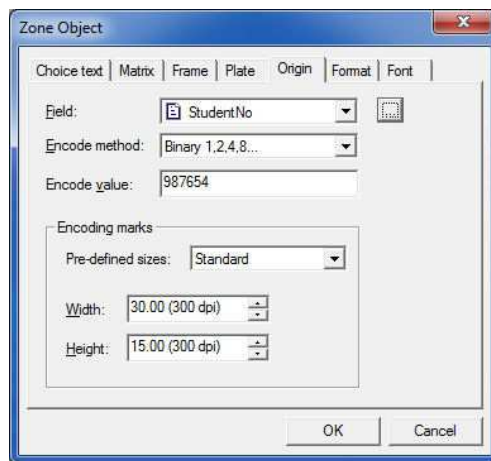 Zone Object
Choice text Matrix Frame Plate Origin Format Font
Field: StudentNo
Encode method: Binary 1,2,4,8...
Encode value: 987654
Encoding marks
Pre-defined sizes: Standard
Width: 30.00 (300 dpi)
Height: 15.00 (300 dpi)
OK Cancel